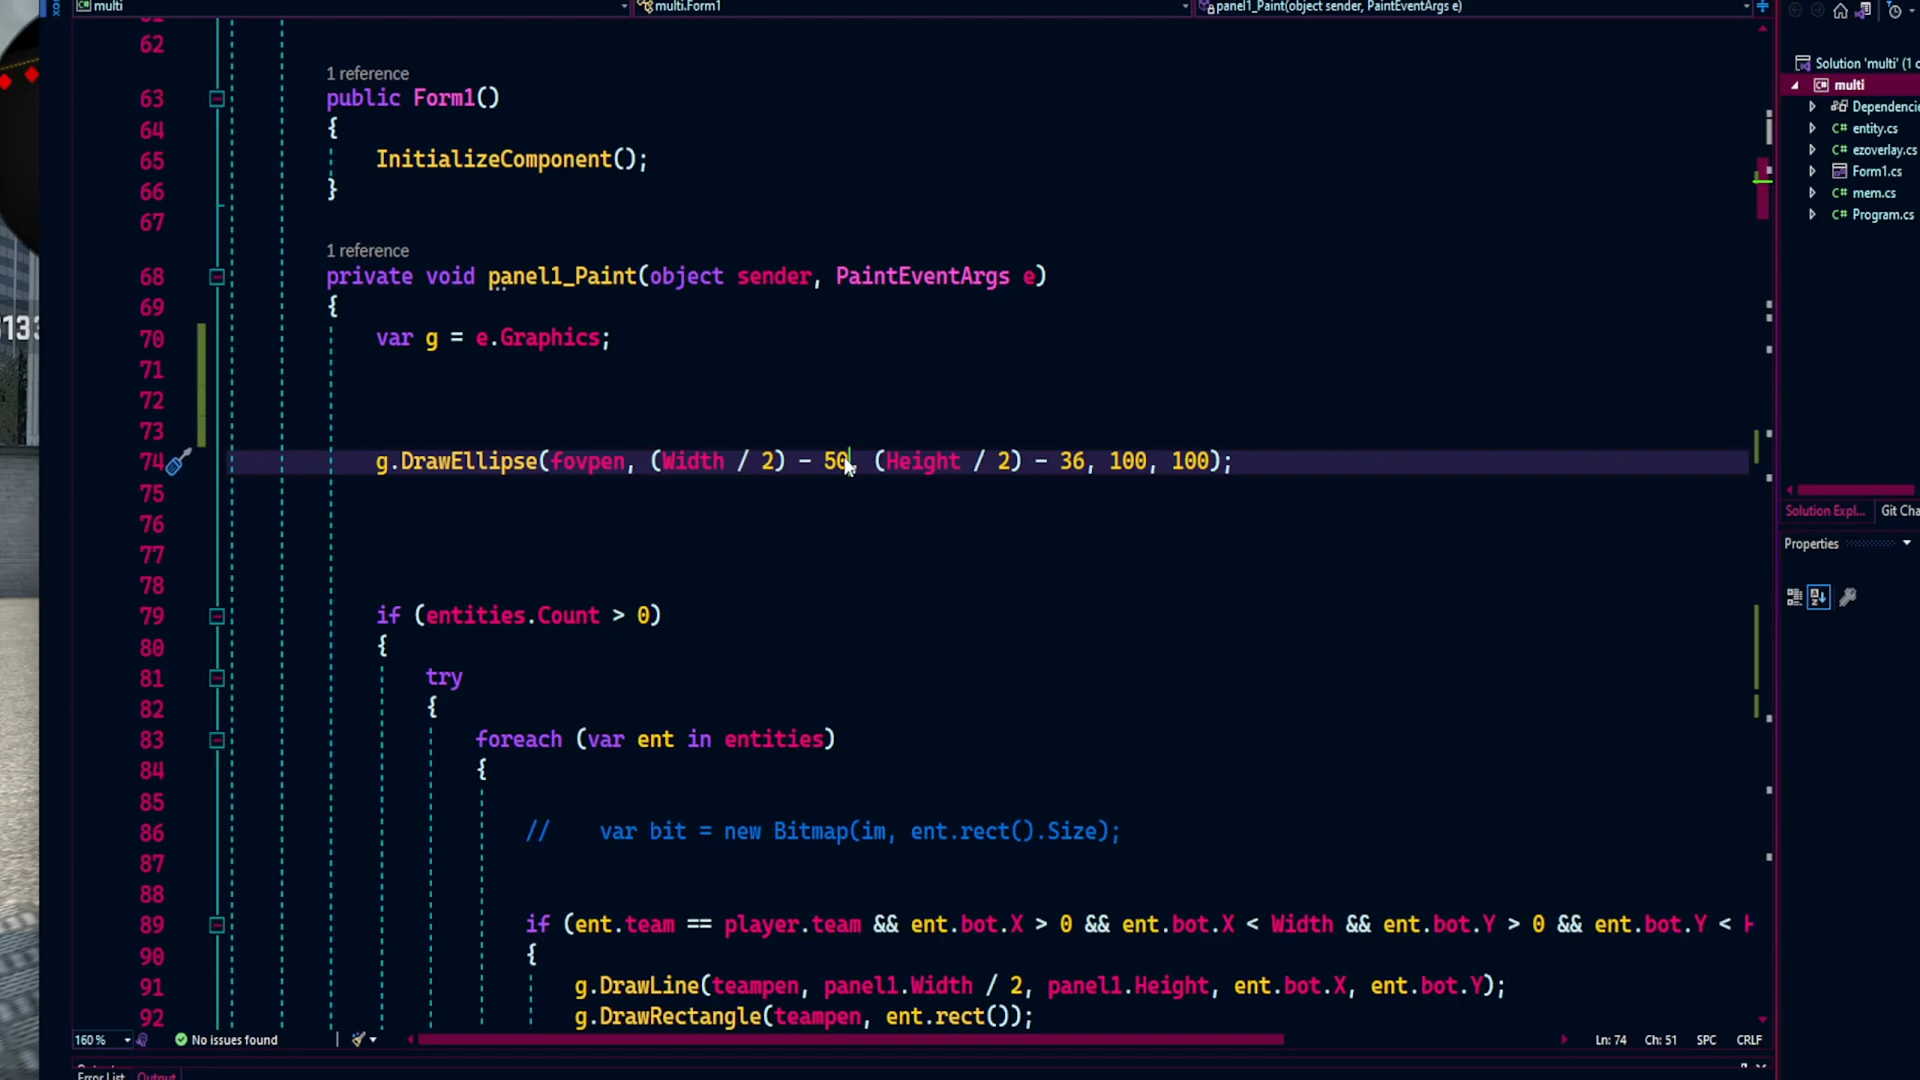 multi
multi.Form1
panel1_Paint(object sender, PaintEventArgs e)
62
1 reference
63 public Form1()
64 {
65 InitializeComponent();
66 }
67
1 reference
68 private void panel1_Paint(object sender, PaintEventArgs e)
69 {
70 var g = e.Graphics;
71
72
73
74 g.DrawEllipse(fovpen, (Width / 2) - 50, (Height / 2) - 36, 100, 100);
75
76
77
78
79 if (entities.Count > 0)
80 {
81 try
82 {
83 foreach (var ent in entities)
84 {
85
86 // var bit = new Bitmap(im, ent.rect().Size);
87
88
89 if (ent.team == player.team && ent.bot.X > 0 && ent.bot.X < Width && ent.bot.Y > 0 && ent.bot.Y <
90 {
91 g.DrawLine(teampen, panel1.Width / 2, panel1.Height, ent.bot.X, ent.bot.Y);
92 g.DrawRectangle(teampen, ent.rect());
160 %
No issues found
Ln: 74
Ch: 51
SPC
CRLF
Error List
Output
Solution 'multi' (1 o
C# multi
Dependencie
C# entity.cs
C# ezoverlay.cs
Form1.cs
C# mem.cs
C# Program.cs
Solution Expl...
Git Cha
Properties